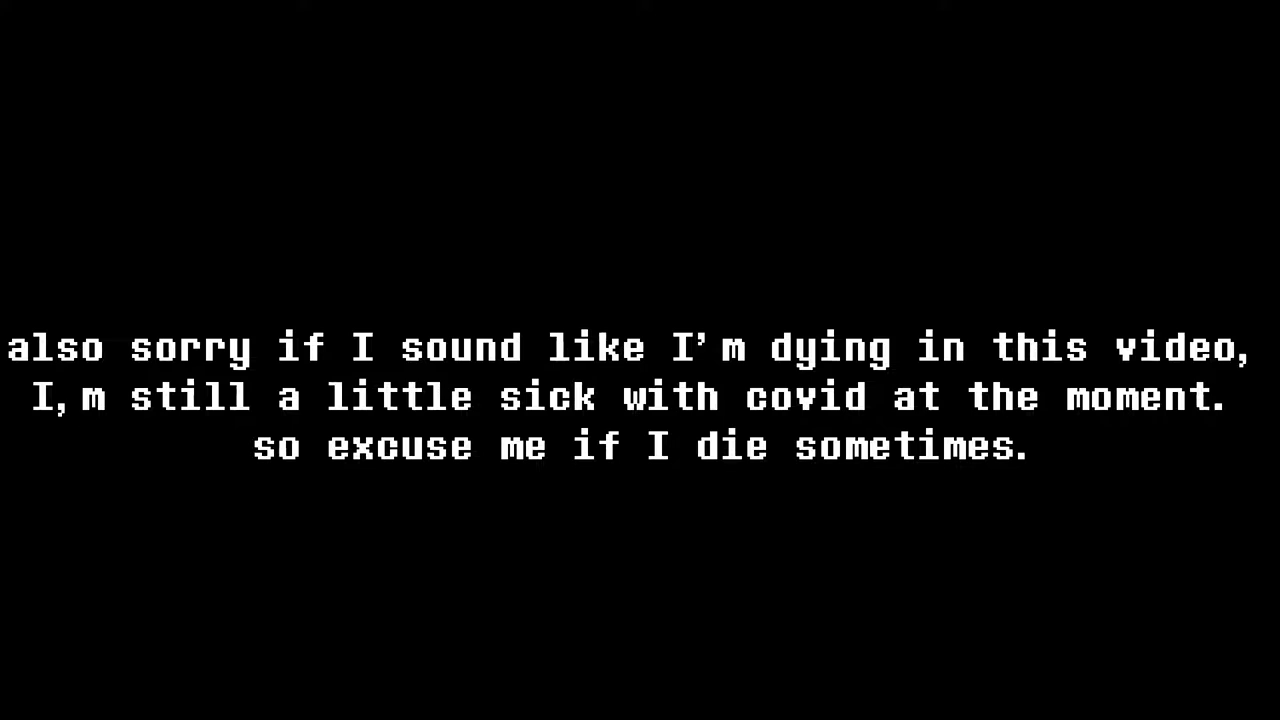 also sorry if I sound like I'm dying in this video,
I,m still a little sick with covid at the moment.
so excuse me if I die sometimes.